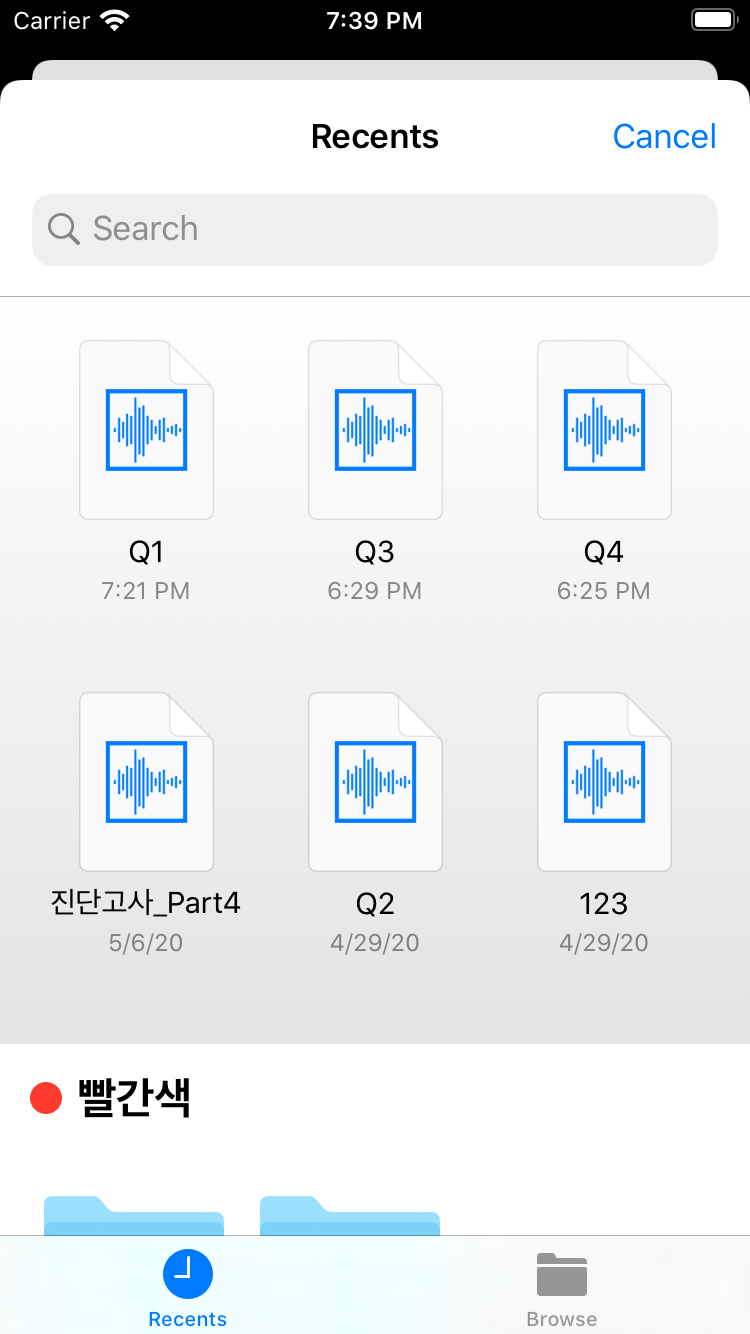 Carrier 7:39 PM
Recents Cancel
Search
Q1 Q3 Q4
7:21 PM 6:29 PM 6:25 PM
진단고사_Part4 Q2 123
5/6/20 4/29/20 4/29/20
빨간색
Recents Browse